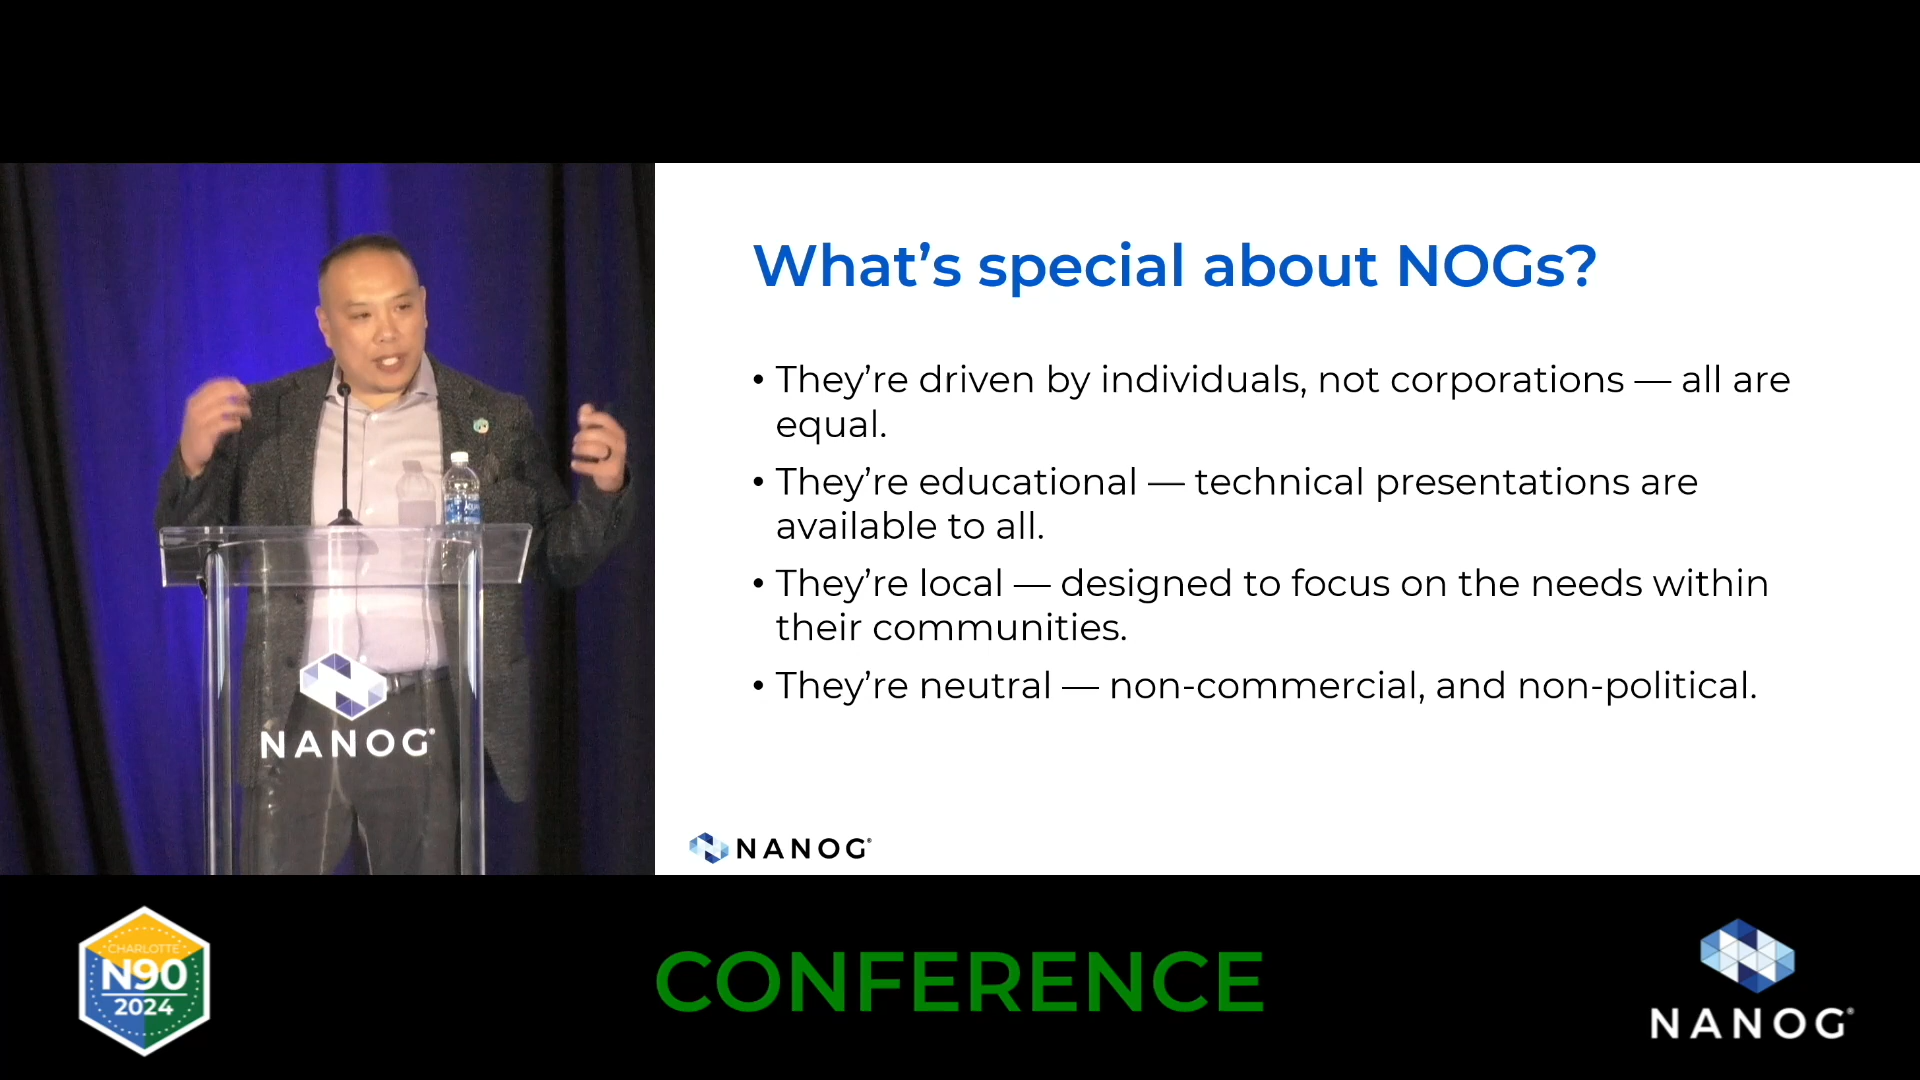 What’s special about NOGs?
• They’re driven by individuals, not corporations — all are
equal.
• They’re educational — technical presentations are
available to all.
• They’re local — designed to focus on the needs within
their communities.
• They’re neutral — non-commercial, and non-political.
NANOG®
NANOG®
CHARLOTTE
N90
2024
CONFERENCE
NANOG®